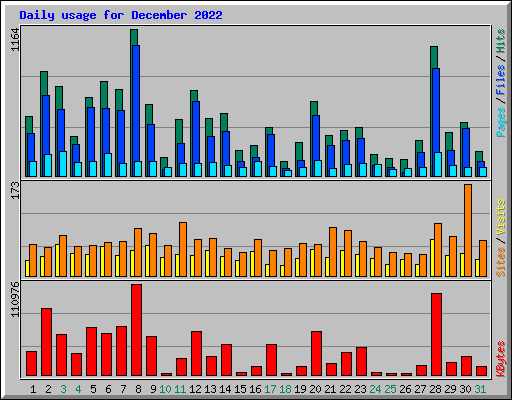 Daily usage for December 2022
1164
Pages / Files / Hits
173
Sites / Visits
110976
KBytes
1 2 3 4 5 6 7 8 9 10 11 12 13 14 15 16 17 18 19 20 21 22 23 24 25 26 27 28 29 30 31